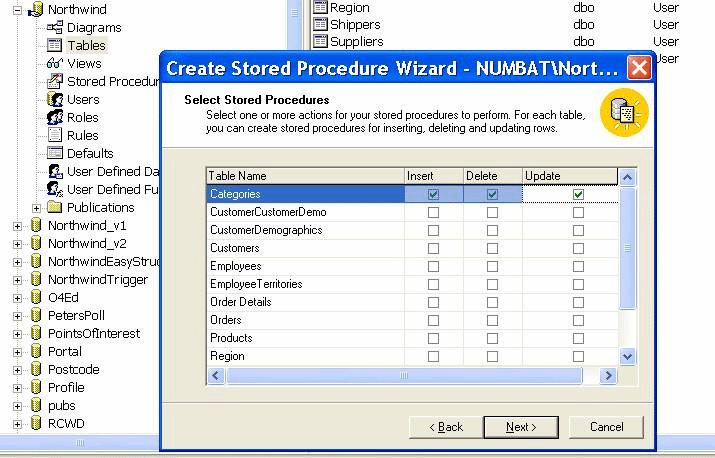 Northwind
Diagrams
Tables
Views
Stored Procedur
Users
Roles
Rules
Defaults
User Defined Da
User Defined Fu
Publications
Northwind_v1
Northwind_v2
NorthwindEasyStruc
NorthwindTrigger
O4Ed
PetersPoll
PointsOfInterest
Portal
Postcode
Profile
pubs
RCWD
Region dbo User
Shippers dbo User
Suppliers dbo User
User
Create Stored Procedure Wizard - NUMBAT\Nort...
Select Stored Procedures
Select one or more actions for your stored procedures to perform. For each table,
you can create stored procedures for inserting, deleting and updating rows.
Table Name Insert Delete Update
Categories
CustomerCustomerDemo
CustomerDemographics
Customers
Employees
EmployeeTerritories
Order Details
Orders
Products
Region
< Back Next > Cancel